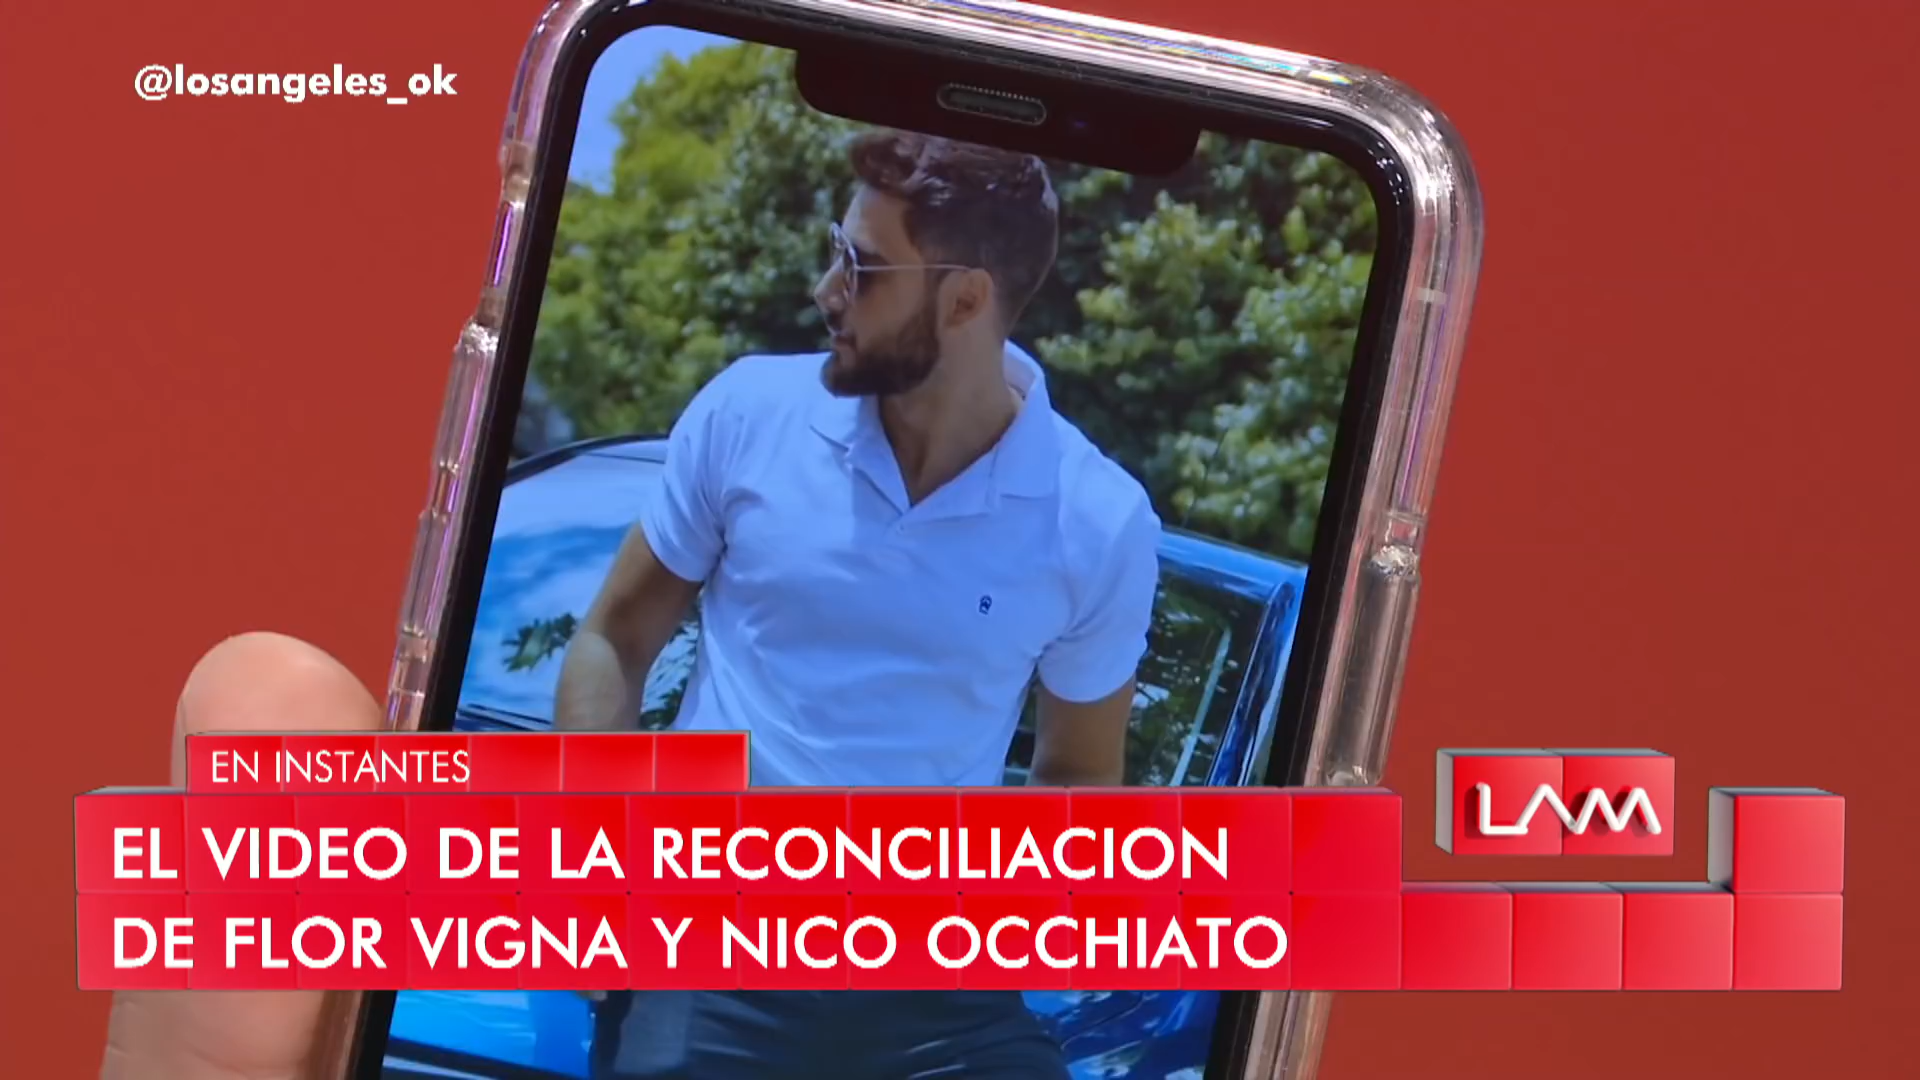 @losangeles_ok
EN INSTANTES
LAM
EL VIDEO DE LA RECONCILIACION
DE FLOR VIGNA Y NICO OCCHIATO